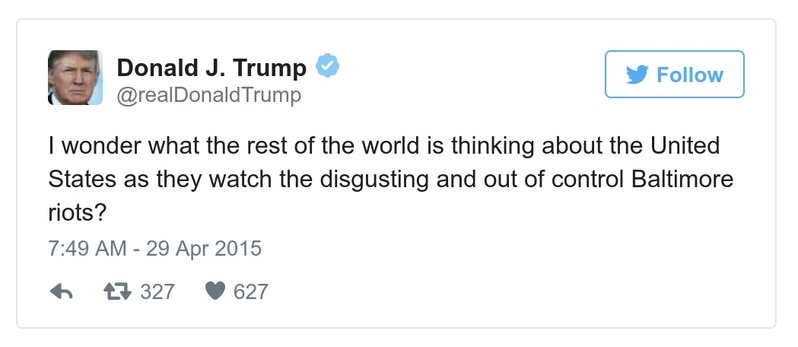 Donald J. Trump
@realDonaldTrump
Follow
I wonder what the rest of the world is thinking about the United
States as they watch the disgusting and out of control Baltimore
riots?
7:49 AM - 29 Apr 2015
327 627